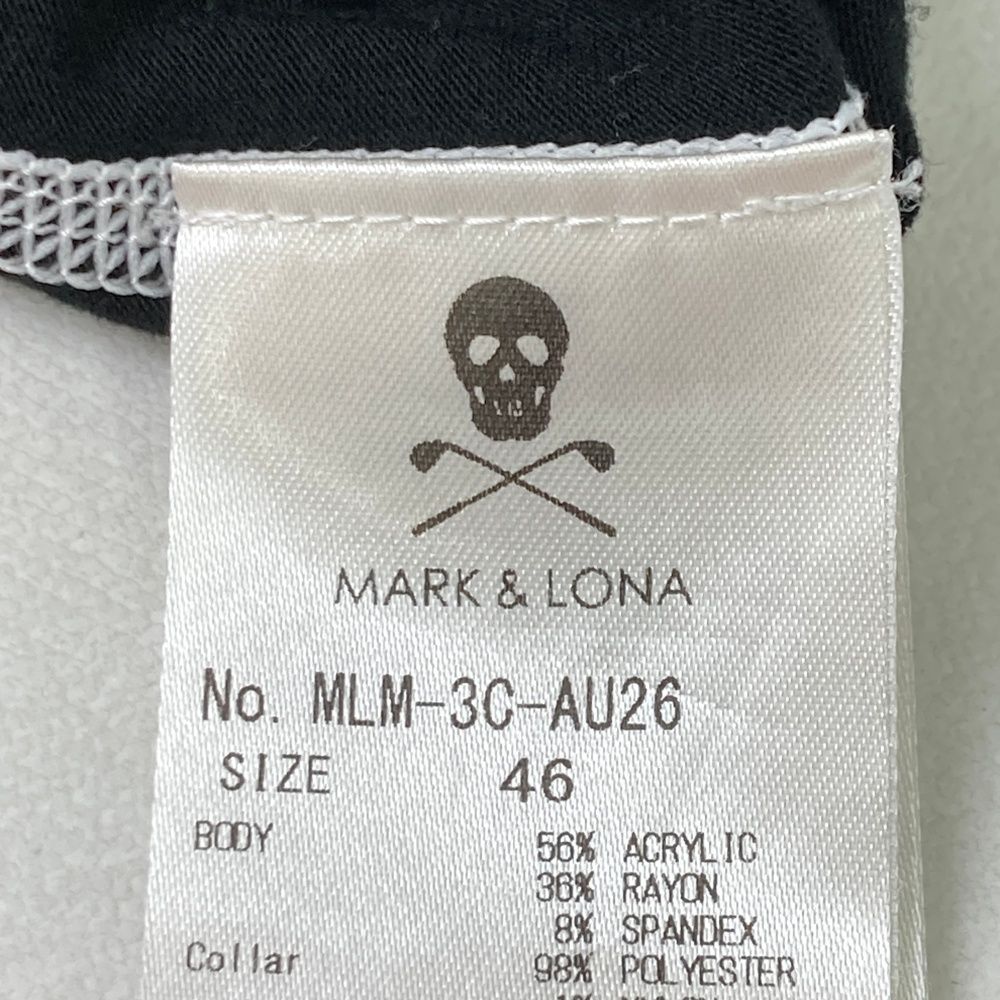 MARK & LONA
No. MLM-3C-AU26
SIZE 46
BODY 56% ACRYLIC
36% RAYON
8% SPANDEX
Collar 98% POLYESTER